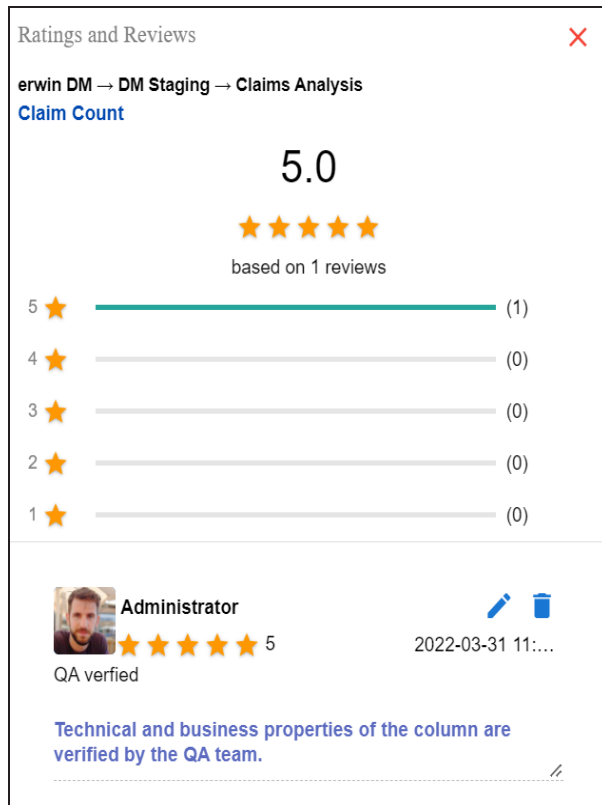 Ratings and Reviews
erwin DM → DM Staging → Claims Analysis
Claim Count
5.0
based on 1 reviews
5 (1)
4 (0)
3 (0)
2 (0)
1 (0)
Administrator
5 2022-03-31 11:...
QA verfied
Technical and business properties of the column are
verified by the QA team.